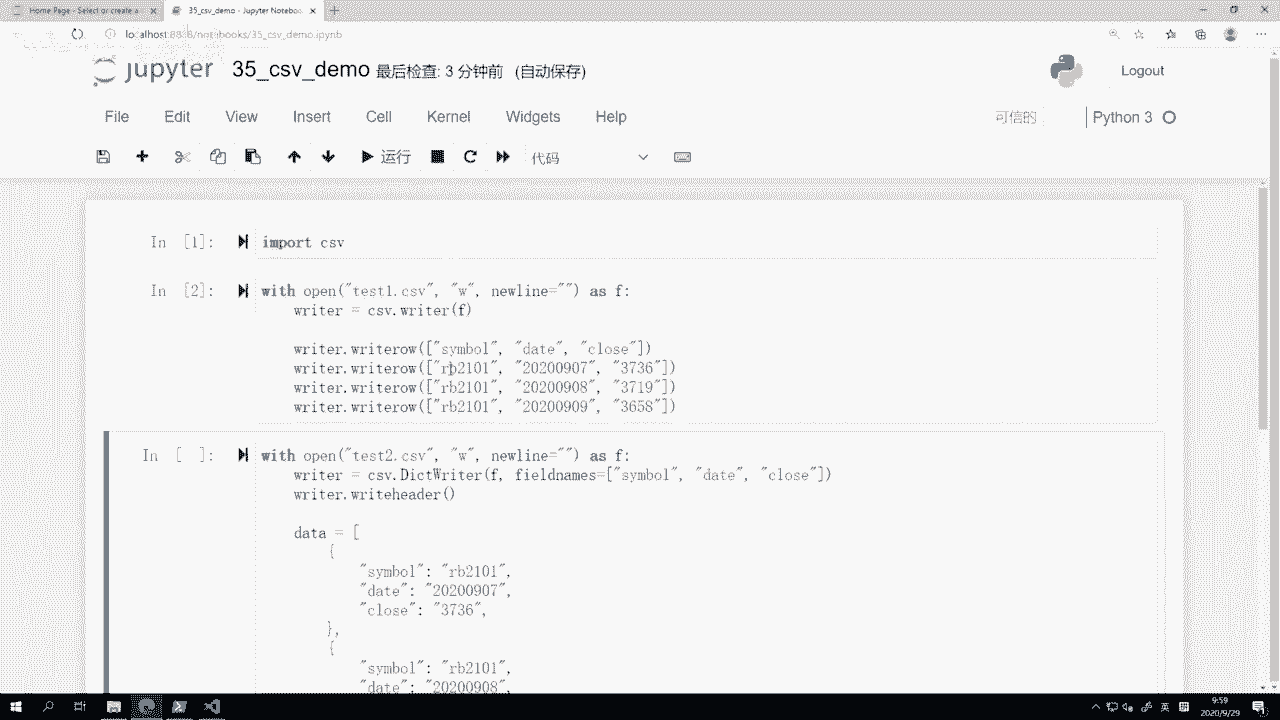 Home Page - Select or create a
35_csv_demo - Jupyter Noteboo
localhost:8888/notebooks/35_csv_demo.ipynb
jupyter 35_csv_demo 最后检查: 3 分钟前 (自动保存) Logout
File Edit View Insert Cell Kernel Widgets Help 可信的 Python 3
运行 代码
In [1]: import csv
In [2]: with open("test1.csv", "w", newline="") as f:
writer = csv.writer(f)
writer.writerow(["symbol", "date", "close"])
writer.writerow(["rb2101", "20200907", "3736"])
writer.writerow(["rb2101", "20200908", "3719"])
writer.writerow(["rb2101", "20200909", "3658"])
In [ ]: with open("test2.csv", "w", newline="") as f:
writer = csv.DictWriter(f, fieldnames=["symbol", "date", "close"])
writer.writeheader()
data = [
{
"symbol": "rb2101",
"date": "20200907",
"close": "3736",
},
{
"symbol": "rb2101",
"date": "20200908",
英
9:59
2020/9/29